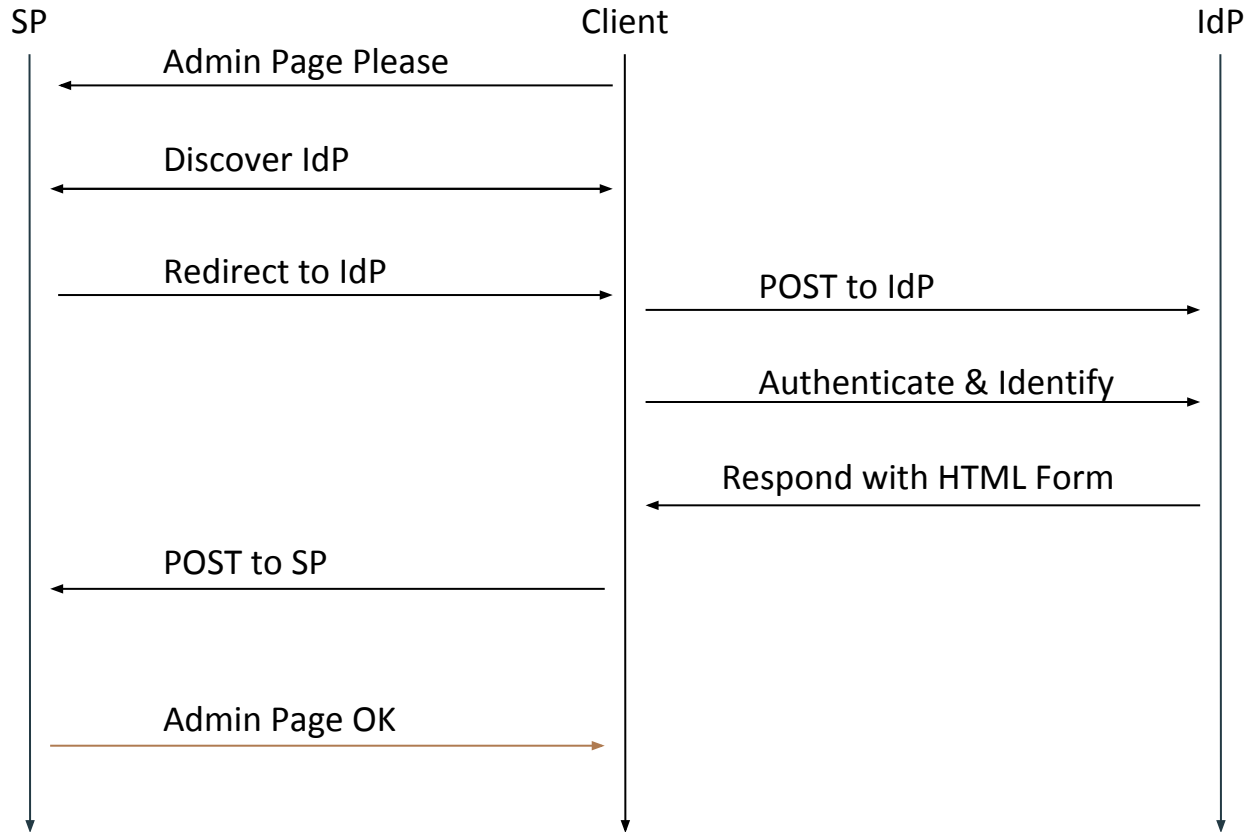 SP
Client
IdP
Admin Page Please
Discover IdP
Redirect to IdP
POST to IdP
Authenticate & Identify
Respond with HTML Form
POST to SP
Admin Page OK